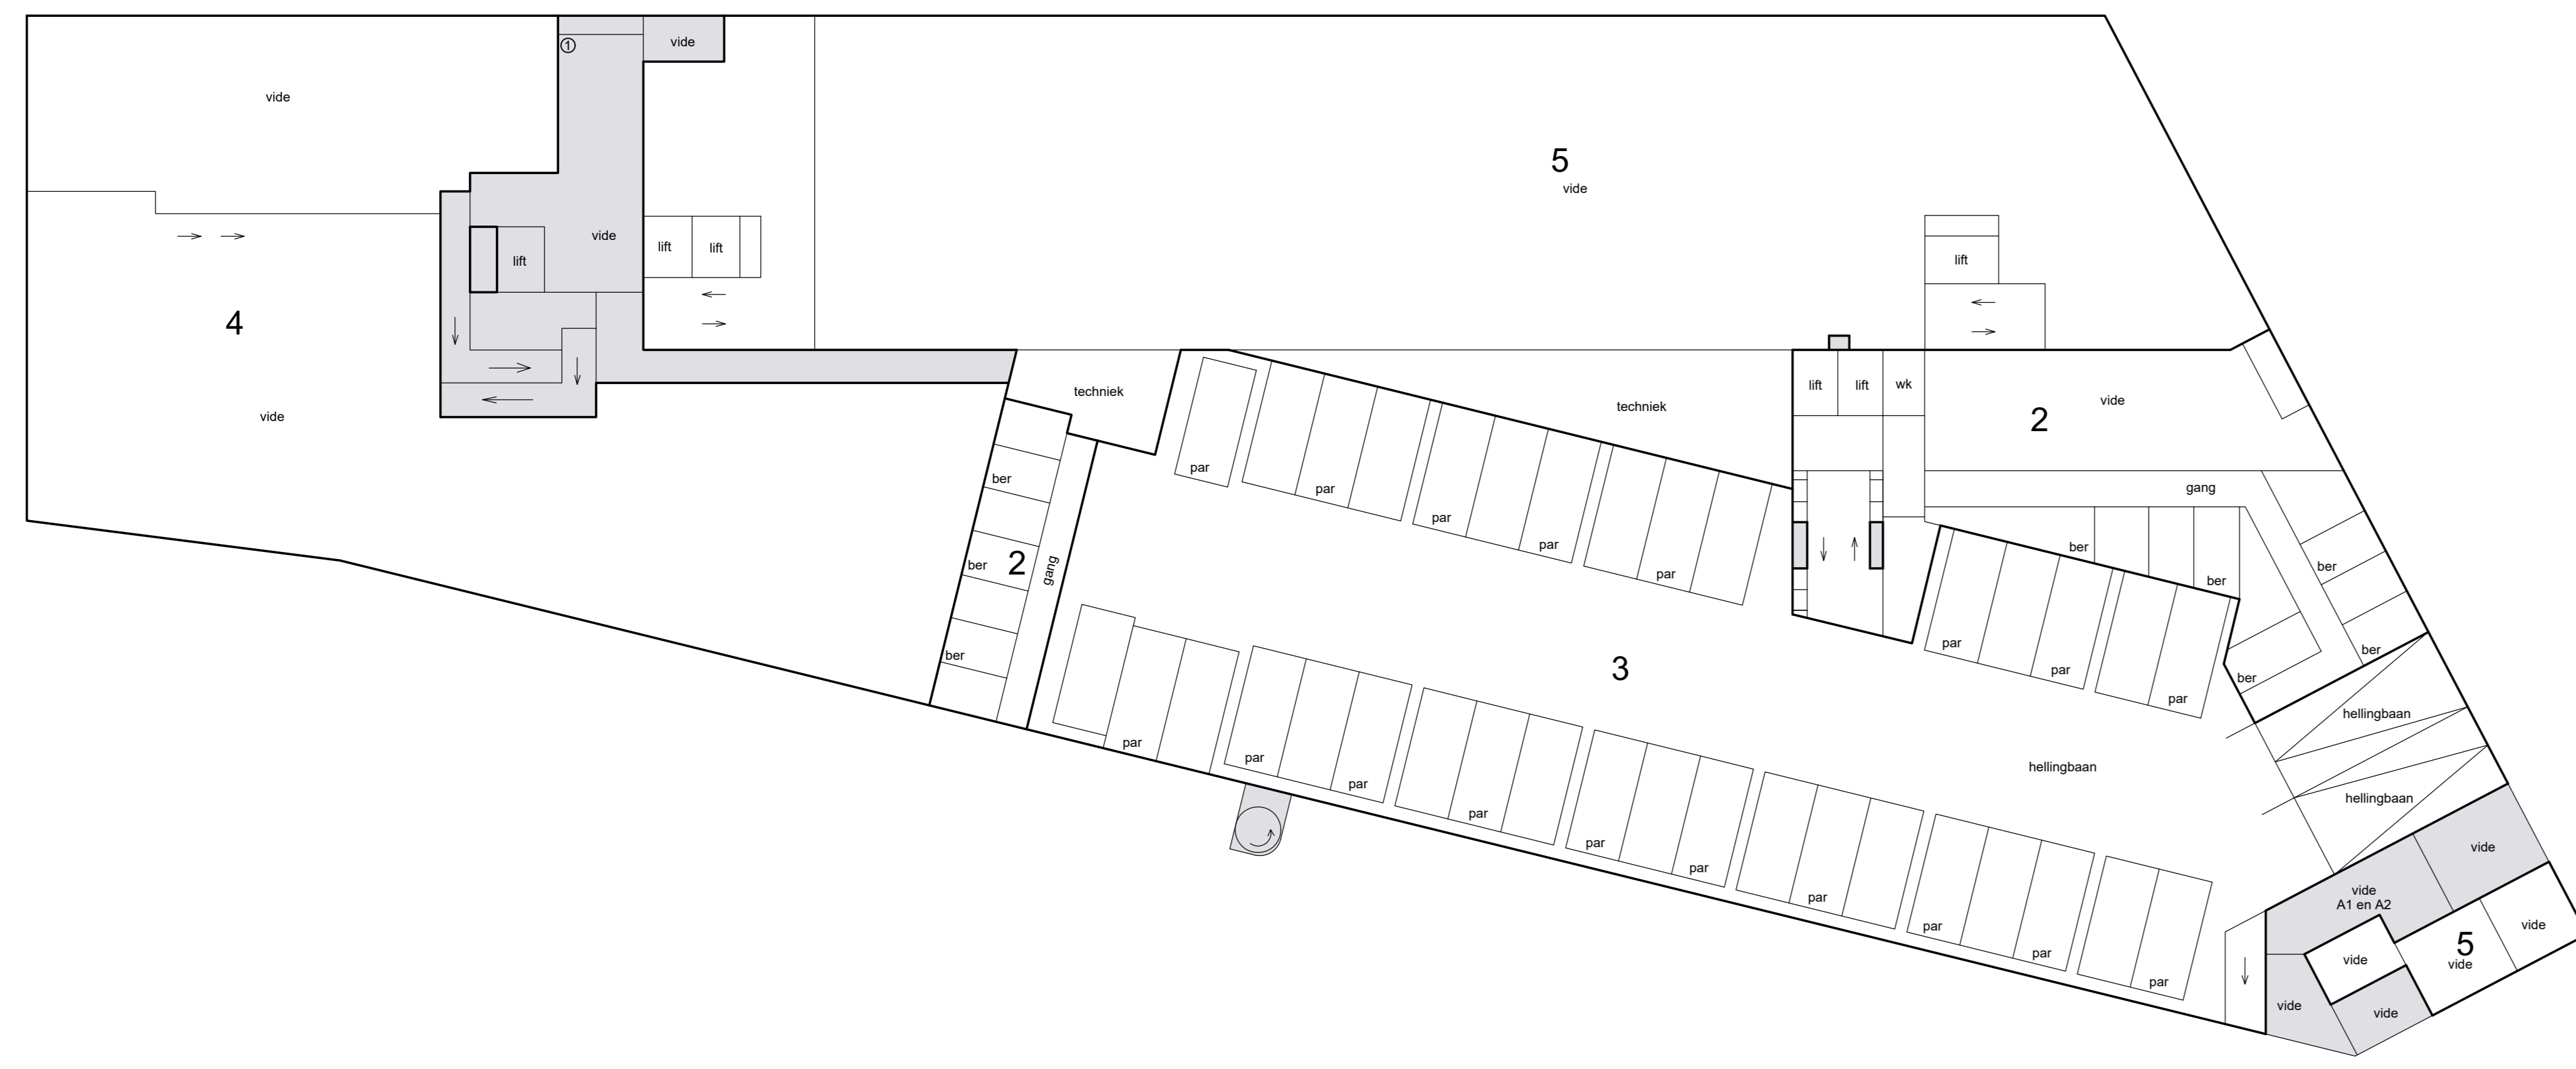 ①
vide
vide
5
vide
vide
lift
lift
lift
lift
4
vide
techniek
techniek
lift
lift
wk
2
vide
par
par
par
par
par
ber
ber
ber
2
gang
gang
ber
ber
ber
ber
ber
par
par
par
3
hellingbaan
hellingbaan
hellingbaan
par
par
par
par
par
par
par
par
par
par
vide
vide
A1 en A2
vide
5
vide
vide
vide
vide